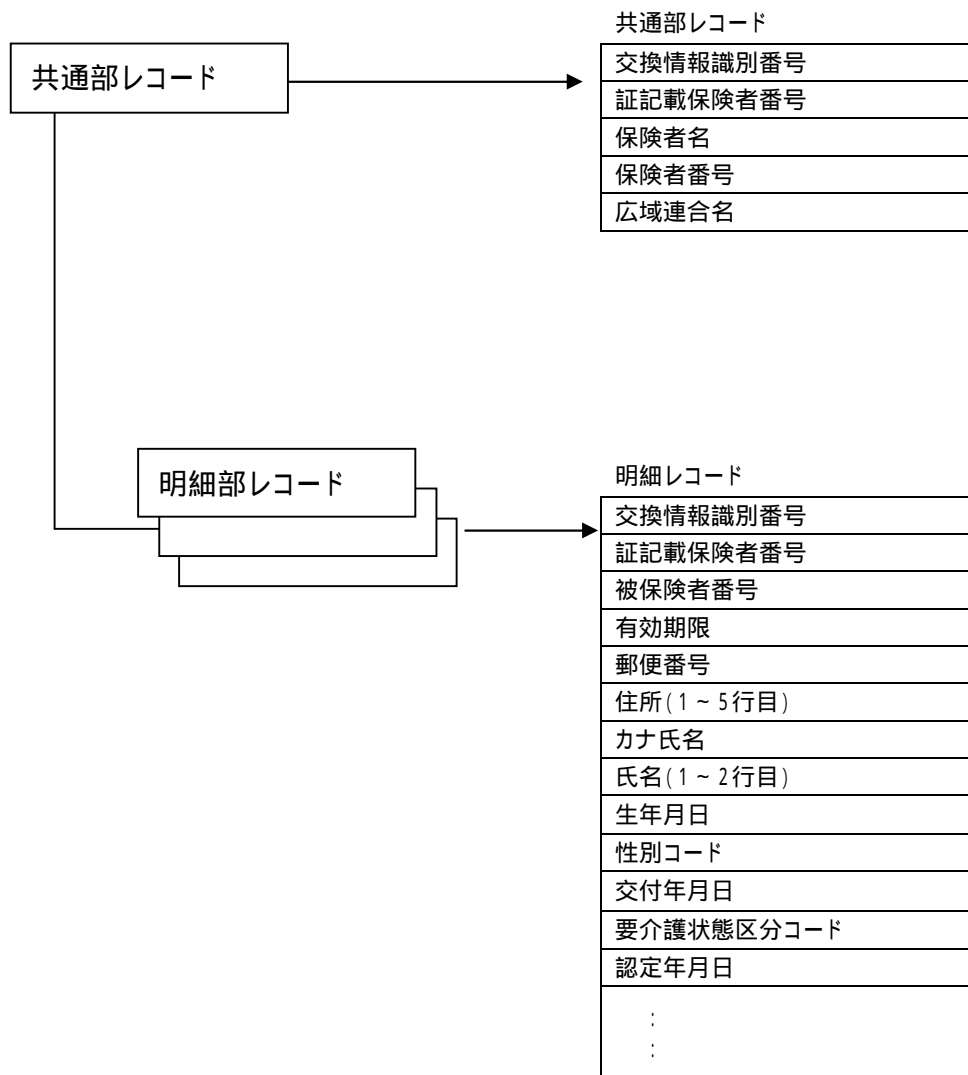 共通部レコード
共通部レコード
交換情報識別番号
証記載保険者番号
保険者名
保険者番号
広域連合名
明細部レコード
明細レコード
交換情報識別番号
証記載保険者番号
被保険者番号
有効期限
郵便番号
住所(1~5行目)
カナ氏名
氏名(1~2行目)
生年月日
性別コード
交付年月日
要介護状態区分コード
認定年月日
:
: